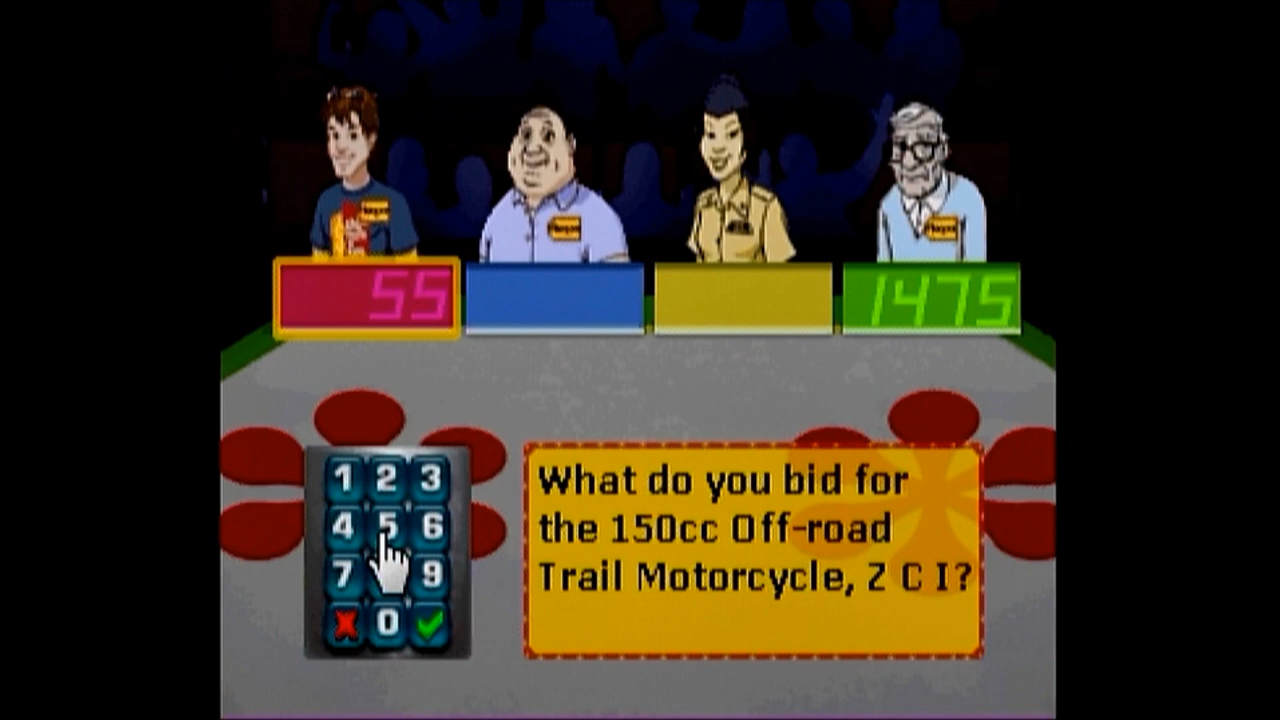 55
1475
1 2 3
4 5 6
7 9
0
What do you bid for
the 150cc Off-road
Trail Motorcycle, Z C I?